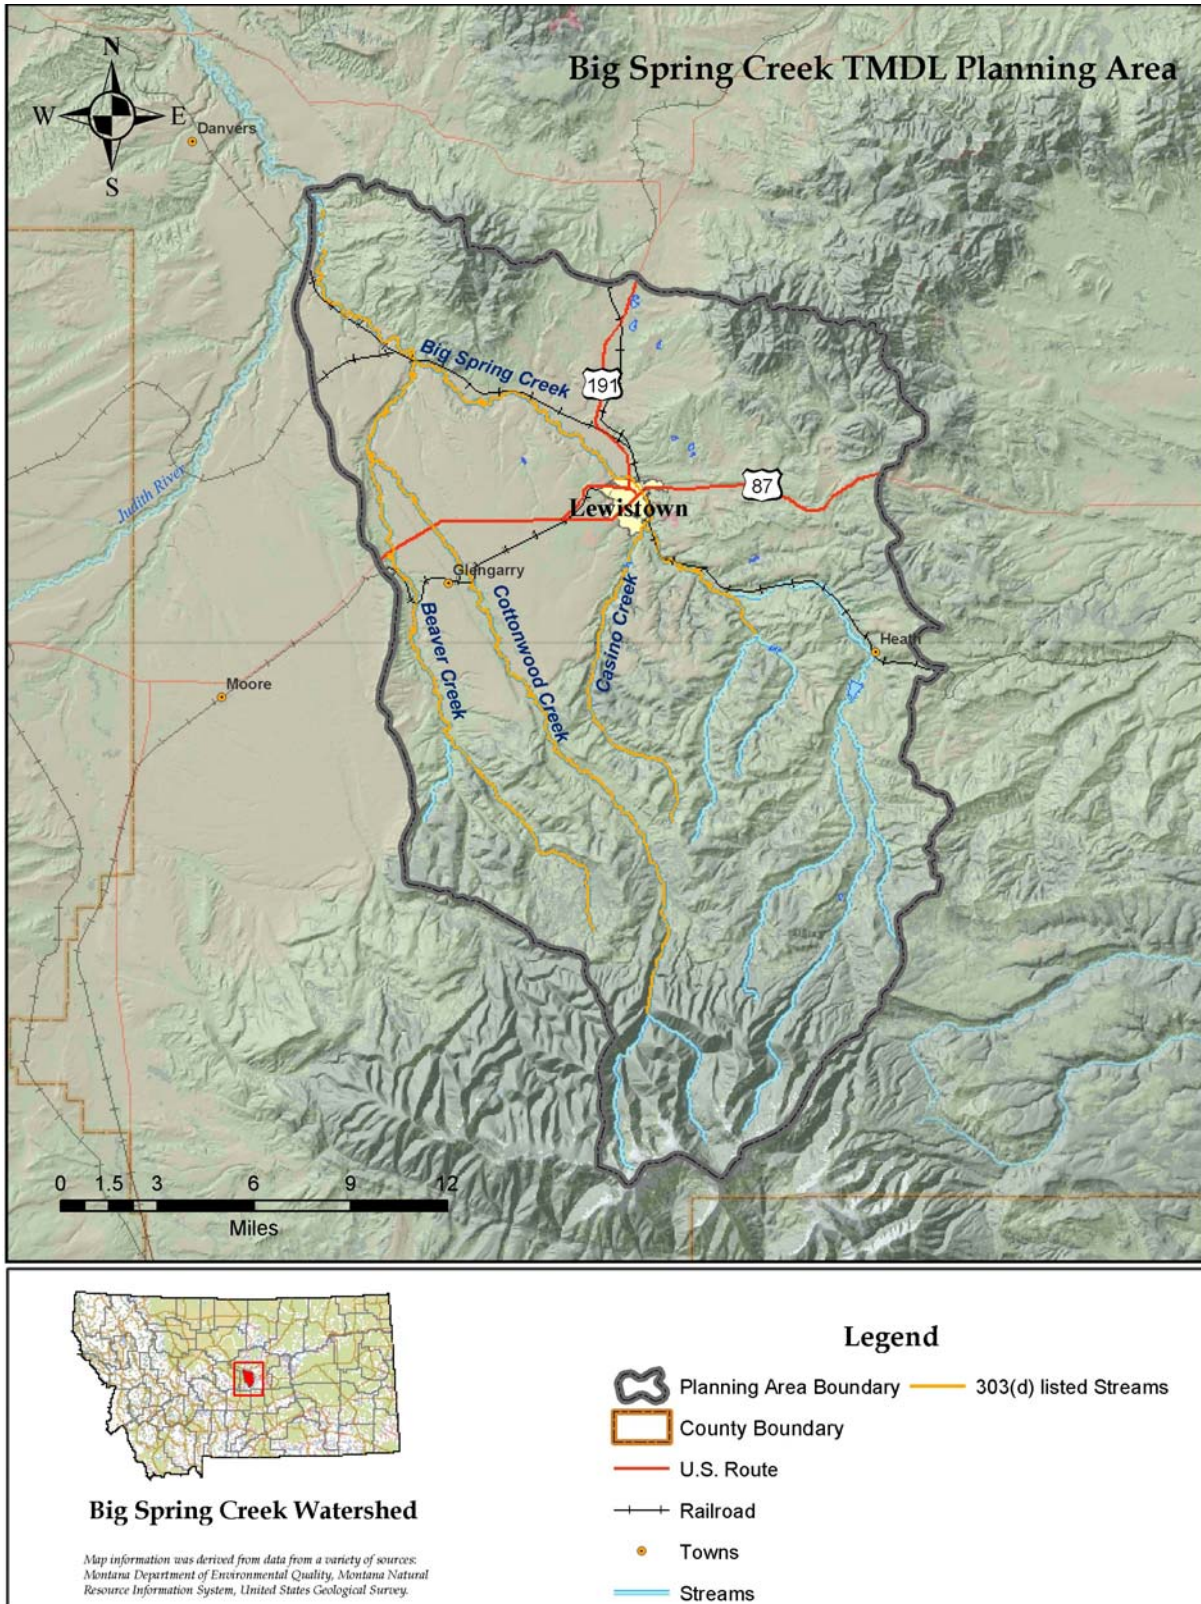 Big Spring Creek TMDL Planning Area
N
W
E
S
Danvers
Big Spring Creek
191
87
Judith River
Lewistown
Glengarry
Beaver Creek
Cottonwood Creek
Casino Creek
Heath
Moore
0 1.5 3 6 9 12
Miles
Big Spring Creek Watershed
Map information was derived from data from a variety of sources:
Montana Department of Environmental Quality, Montana Natural
Resource Information System, United States Geological Survey.
Legend
Planning Area Boundary
303(d) listed Streams
County Boundary
U.S. Route
Railroad
Towns
Streams